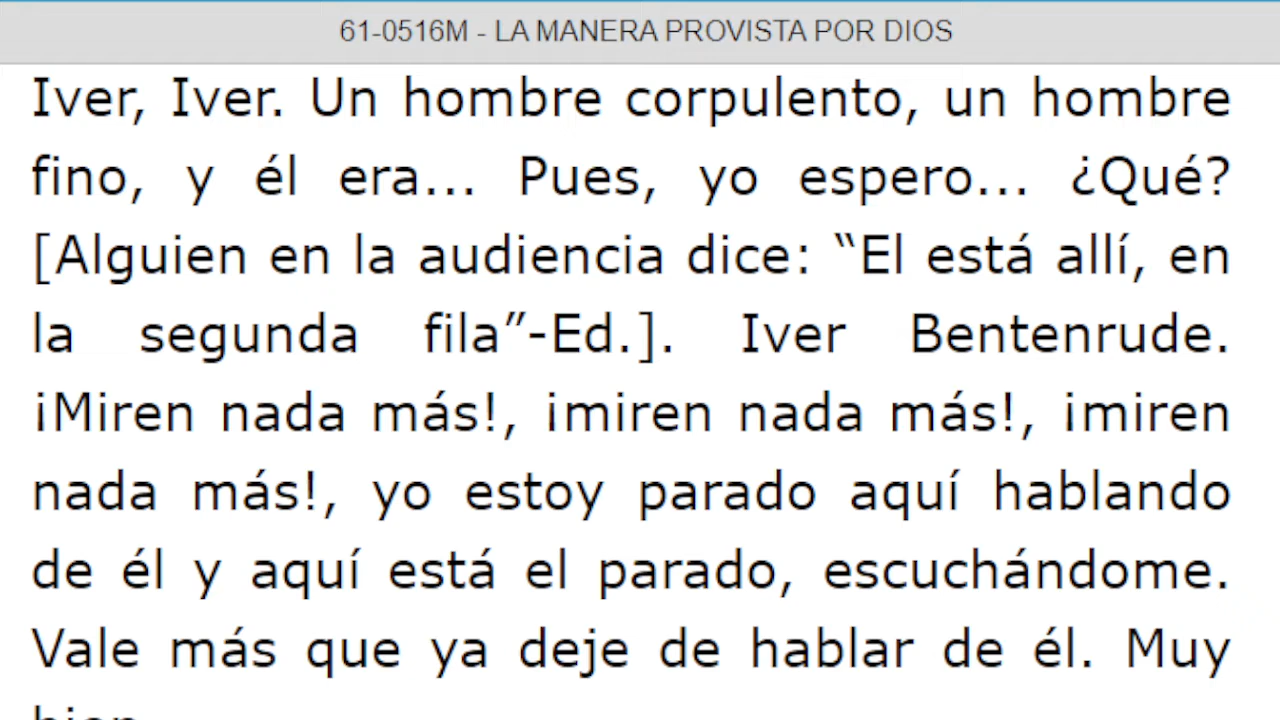 61-0516M - LA MANERA PROVISTA POR DIOS
Iver, Iver. Un hombre corpulento, un hombre
fino, y él era... Pues, yo espero... ¿Qué?
[Alguien en la audiencia dice: “El está allí, en
la segunda fila”-Ed.]. Iver Bentenrude.
¡Miren nada más!, ¡miren nada más!, ¡miren
nada más!, yo estoy parado aquí hablando
de él y aquí está el parado, escuchándome.
Vale más que ya deje de hablar de él. Muy